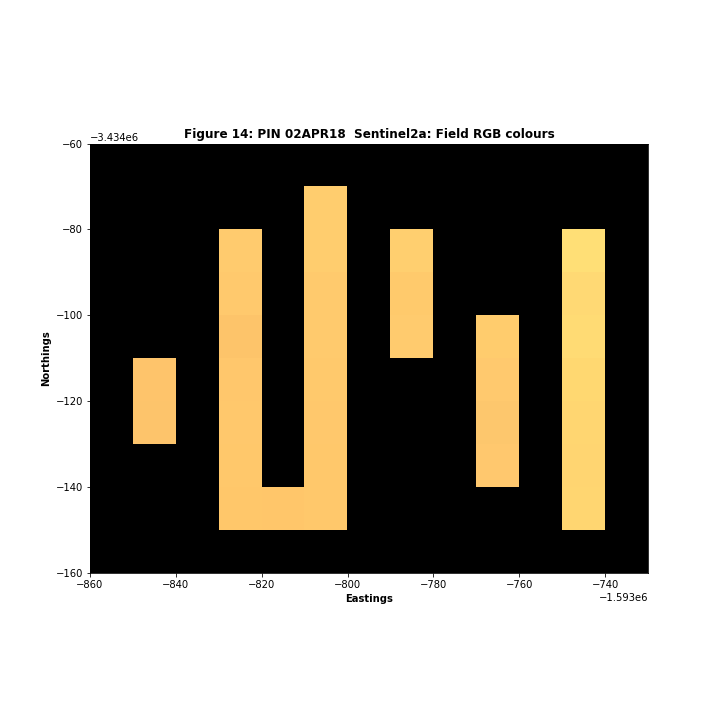 Figure 14: PIN 02APR18  Sentinel2a: Field RGB colours
−3.434e6
−60
−80
−100
−120
−140
−160
Northings
−860 −840 −820 −800 −780 −760 −740
Eastings
−1.593e6